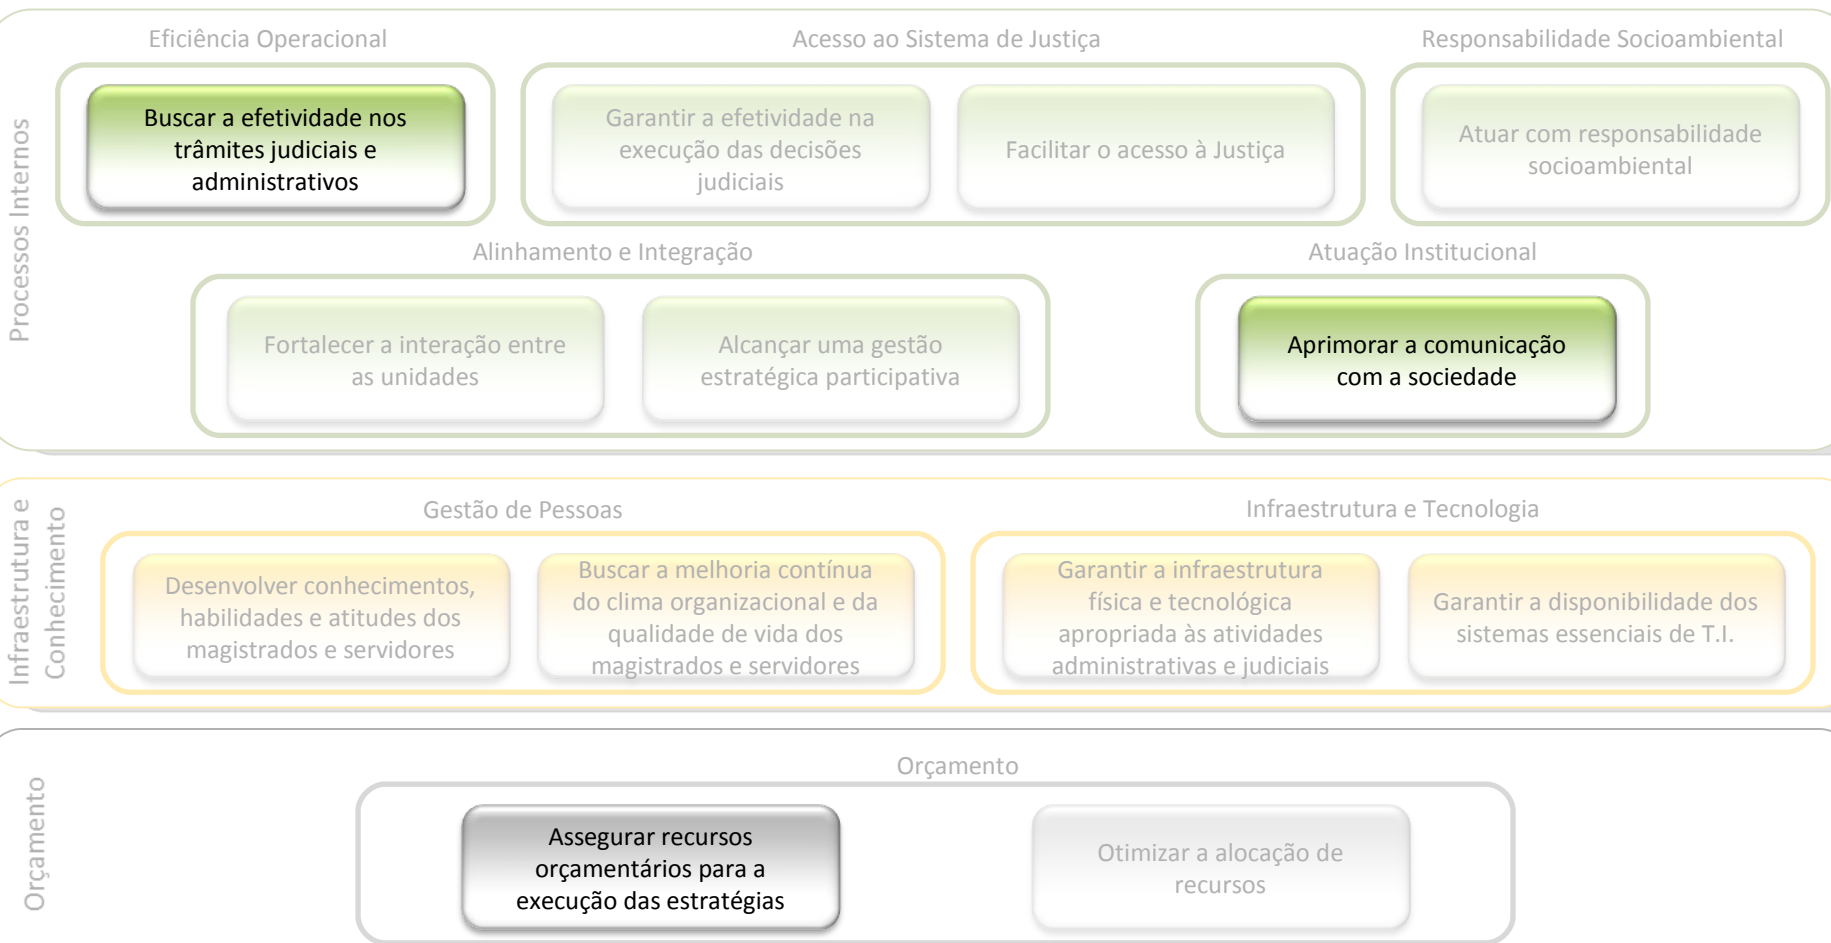 Eficiência Operacional
Acesso ao Sistema de Justiça
Responsabilidade Socioambiental
Processos Internos
Buscar a efetividade nos
trâmites judiciais e
administrativos
Garantir a efetividade na
execução das decisões
judiciais
Facilitar o acesso à Justiça
Atuar com responsabilidade
socioambiental
Alinhamento e Integração
Atuação Institucional
Fortalecer a interação entre
as unidades
Alcançar uma gestão
estratégica participativa
Aprimorar a comunicação
com a sociedade
Infraestrutura e
Conhecimento
Gestão de Pessoas
Infraestrutura e Tecnologia
Desenvolver conhecimentos,
habilidades e atitudes dos
magistrados e servidores
Buscar a melhoria contínua
do clima organizacional e da
qualidade de vida dos
magistrados e servidores
Garantir a infraestrutura
física e tecnológica
apropriada às atividades
administrativas e judiciais
Garantir a disponibilidade dos
sistemas essenciais de T.I.
Orçamento
Orçamento
Assegurar recursos
orçamentários para a
execução das estratégias
Otimizar a alocação de
recursos